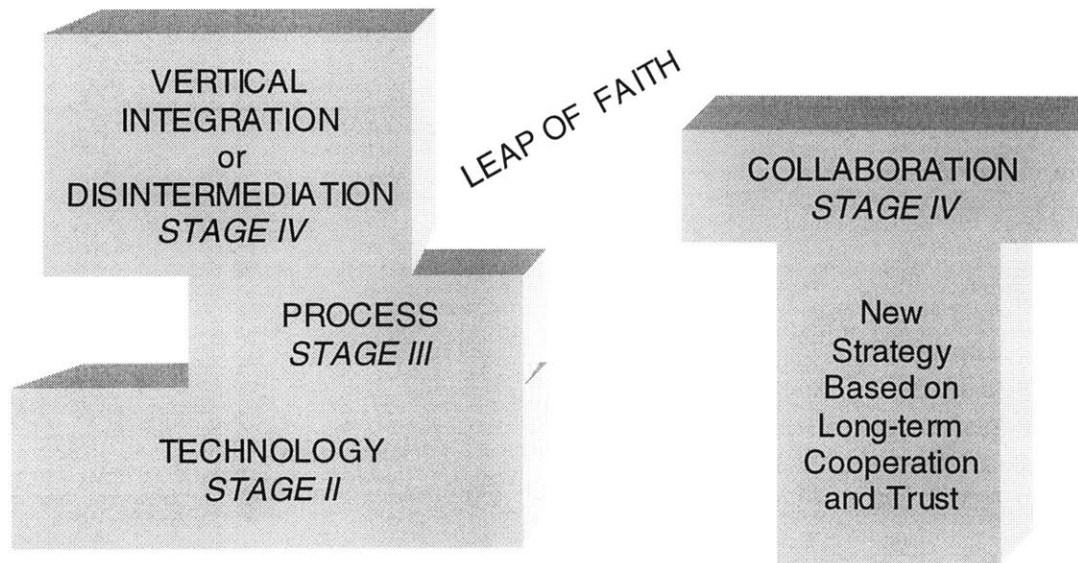 VERTICAL
INTEGRATION
or
DISINTERMEDIATION
STAGE IV
PROCESS
STAGE III
TECHNOLOGY
STAGE II
LEAP OF FAITH
COLLABORATION
STAGE IV
New
Strategy
Based on
Long-term
Cooperation
and Trust